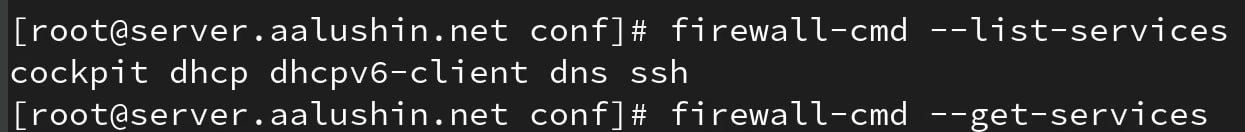 [root@server.aalushin.net conf]# firewall-cmd --list-services
cockpit dhcp dhcpv6-client dns ssh
[root@server.aalushin.net conf]# firewall-cmd --get-services